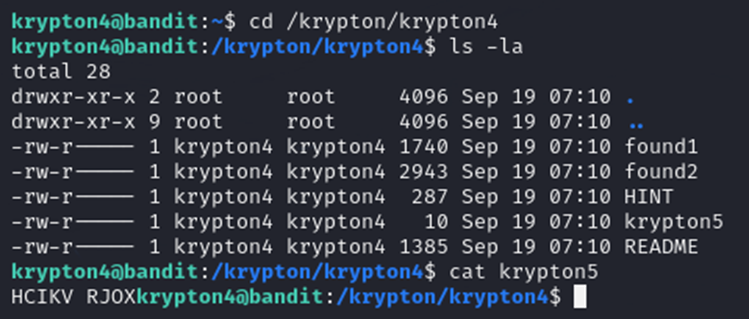 krypton4@bandit:~$ cd /krypton/krypton4
krypton4@bandit:/krypton/krypton4$ ls -la
total 28
drwxr-xr-x 2 root     root     4096 Sep 19 07:10 .
drwxr-xr-x 9 root     root     4096 Sep 19 07:10 ..
-rw-r----- 1 krypton4 krypton4 1740 Sep 19 07:10 found1
-rw-r----- 1 krypton4 krypton4 2943 Sep 19 07:10 found2
-rw-r----- 1 krypton4 krypton4  287 Sep 19 07:10 HINT
-rw-r----- 1 krypton4 krypton4   10 Sep 19 07:10 krypton5
-rw-r----- 1 krypton4 krypton4 1385 Sep 19 07:10 README
krypton4@bandit:/krypton/krypton4$ cat krypton5
HCIKV RJOXkrypton4@bandit:/krypton/krypton4$